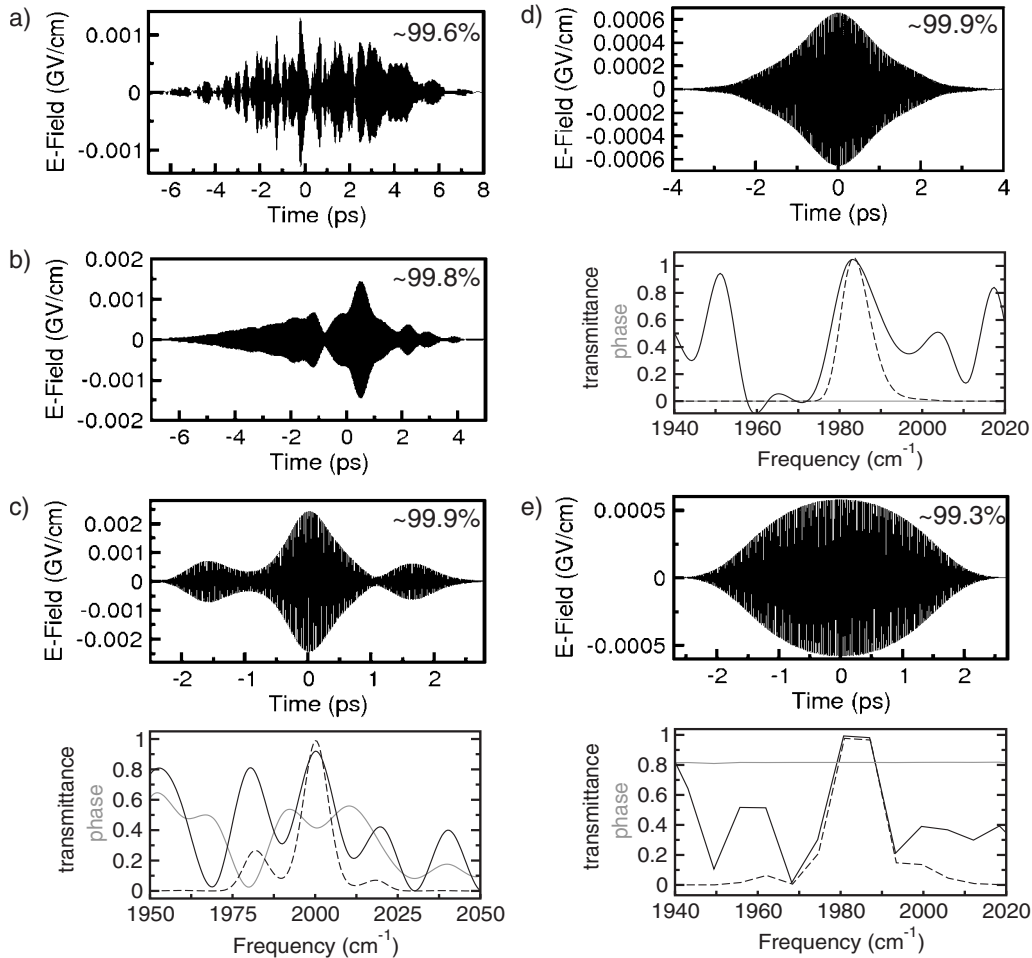 a)
~99.6%
E-Field (GV/cm)
0.001
0
-0.001
-6 -4 -2 0 2 4 6 8
Time (ps)
b)
~99.8%
E-Field (GV/cm)
0.002
0.001
0
-0.001
-0.002
-6 -4 -2 0 2 4
Time (ps)
c)
~99.9%
E-Field (GV/cm)
0.002
0.001
0
-0.001
-0.002
-2 -1 0 1 2
Time (ps)
transmittance
phase
1
0.8
0.6
0.4
0.2
0
1950 1975 2000 2025 2050
Frequency (cm-1)
d)
~99.9%
E-Field (GV/cm)
0.0006
0.0004
0.0002
0
-0.0002
-0.0004
0.0006
-4 -2 0 2 4
Time (ps)
transmittance
phase
1
0.8
0.6
0.4
0.2
0
1940 1960 1980 2000 2020
Frequency (cm-1)
e)
~99.3%
E-Field (GV/cm)
0.0005
0
-0.0005
-2 -1 0 1 2
Time (ps)
transmittance
phase
1
0.8
0.6
0.4
0.2
0
1940 1960 1980 2000 2020
Frequency (cm-1)